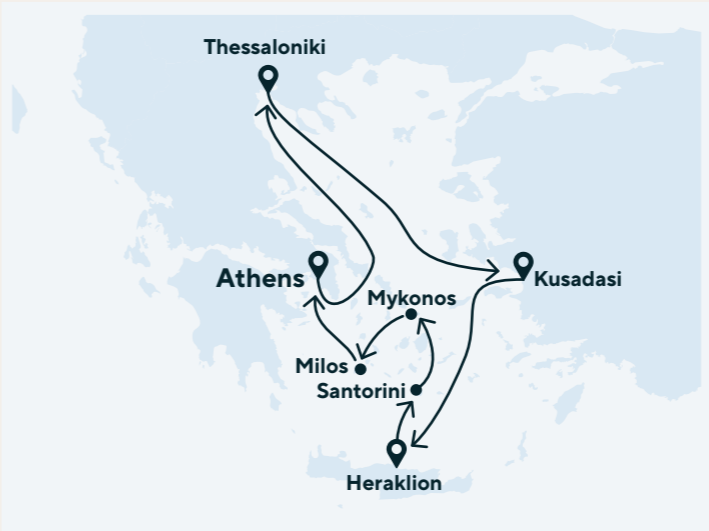 Thessaloniki
Athens
Kusadasi
Mykonos
Milos
Santorini
Heraklion